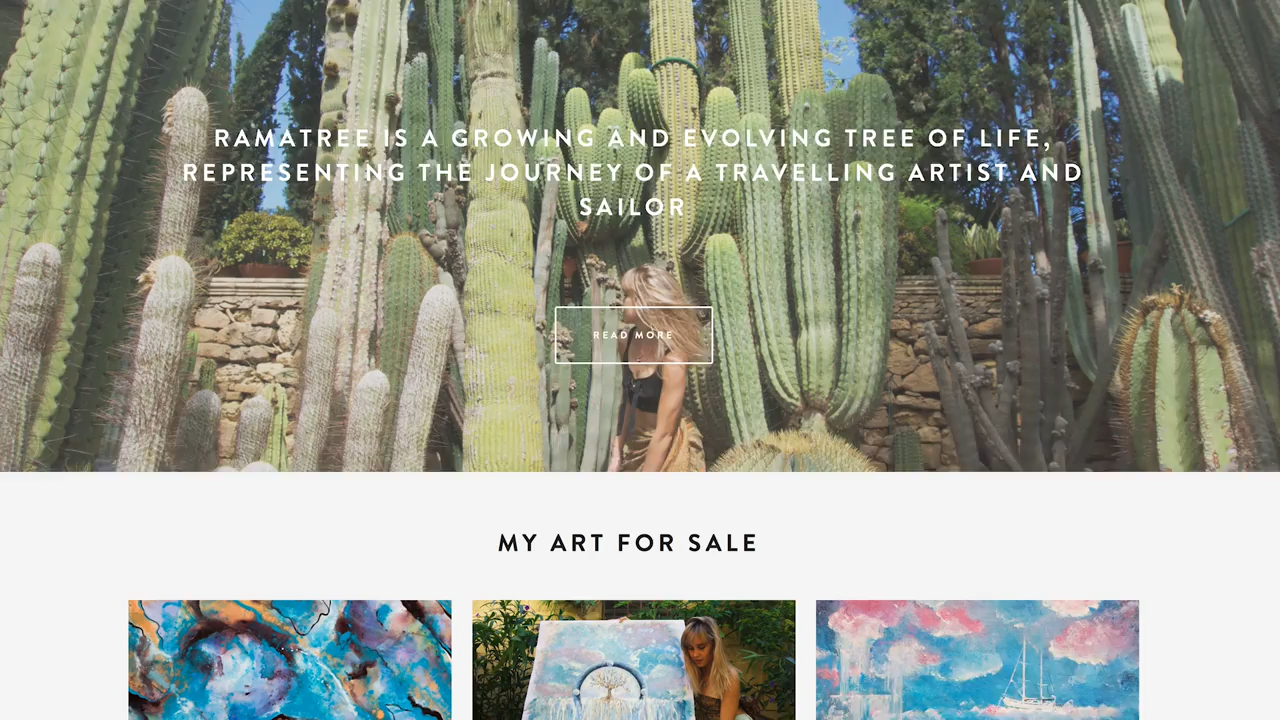 RAMATREE IS A GROWING AND EVOLVING TREE OF LIFE,
REPRESENTING THE JOURNEY OF A TRAVELLING ARTIST AND
SAILOR
READ MORE
MY ART FOR SALE